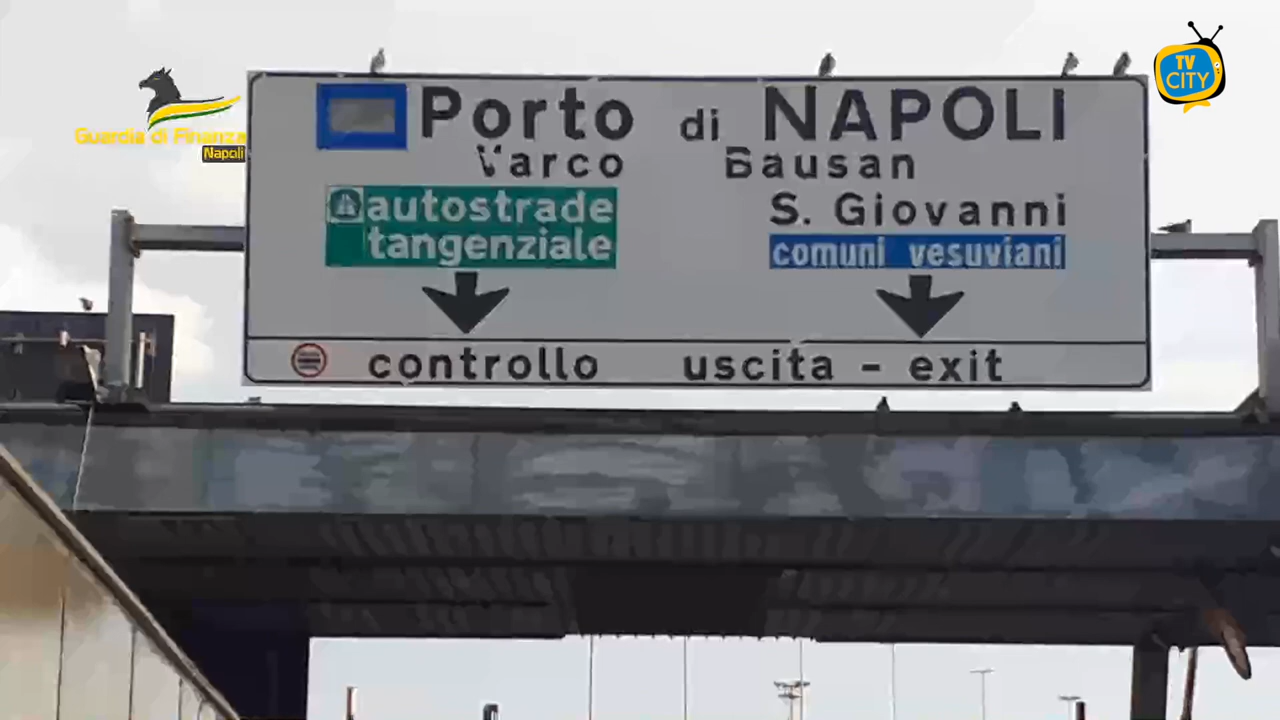 TV
CITY
Guardia di Finanza
Napoli
Porto di NAPOLI
Varco Bausan
autostrade
tangenziale
S. Giovanni
comuni vesuviani
controllo uscita - exit